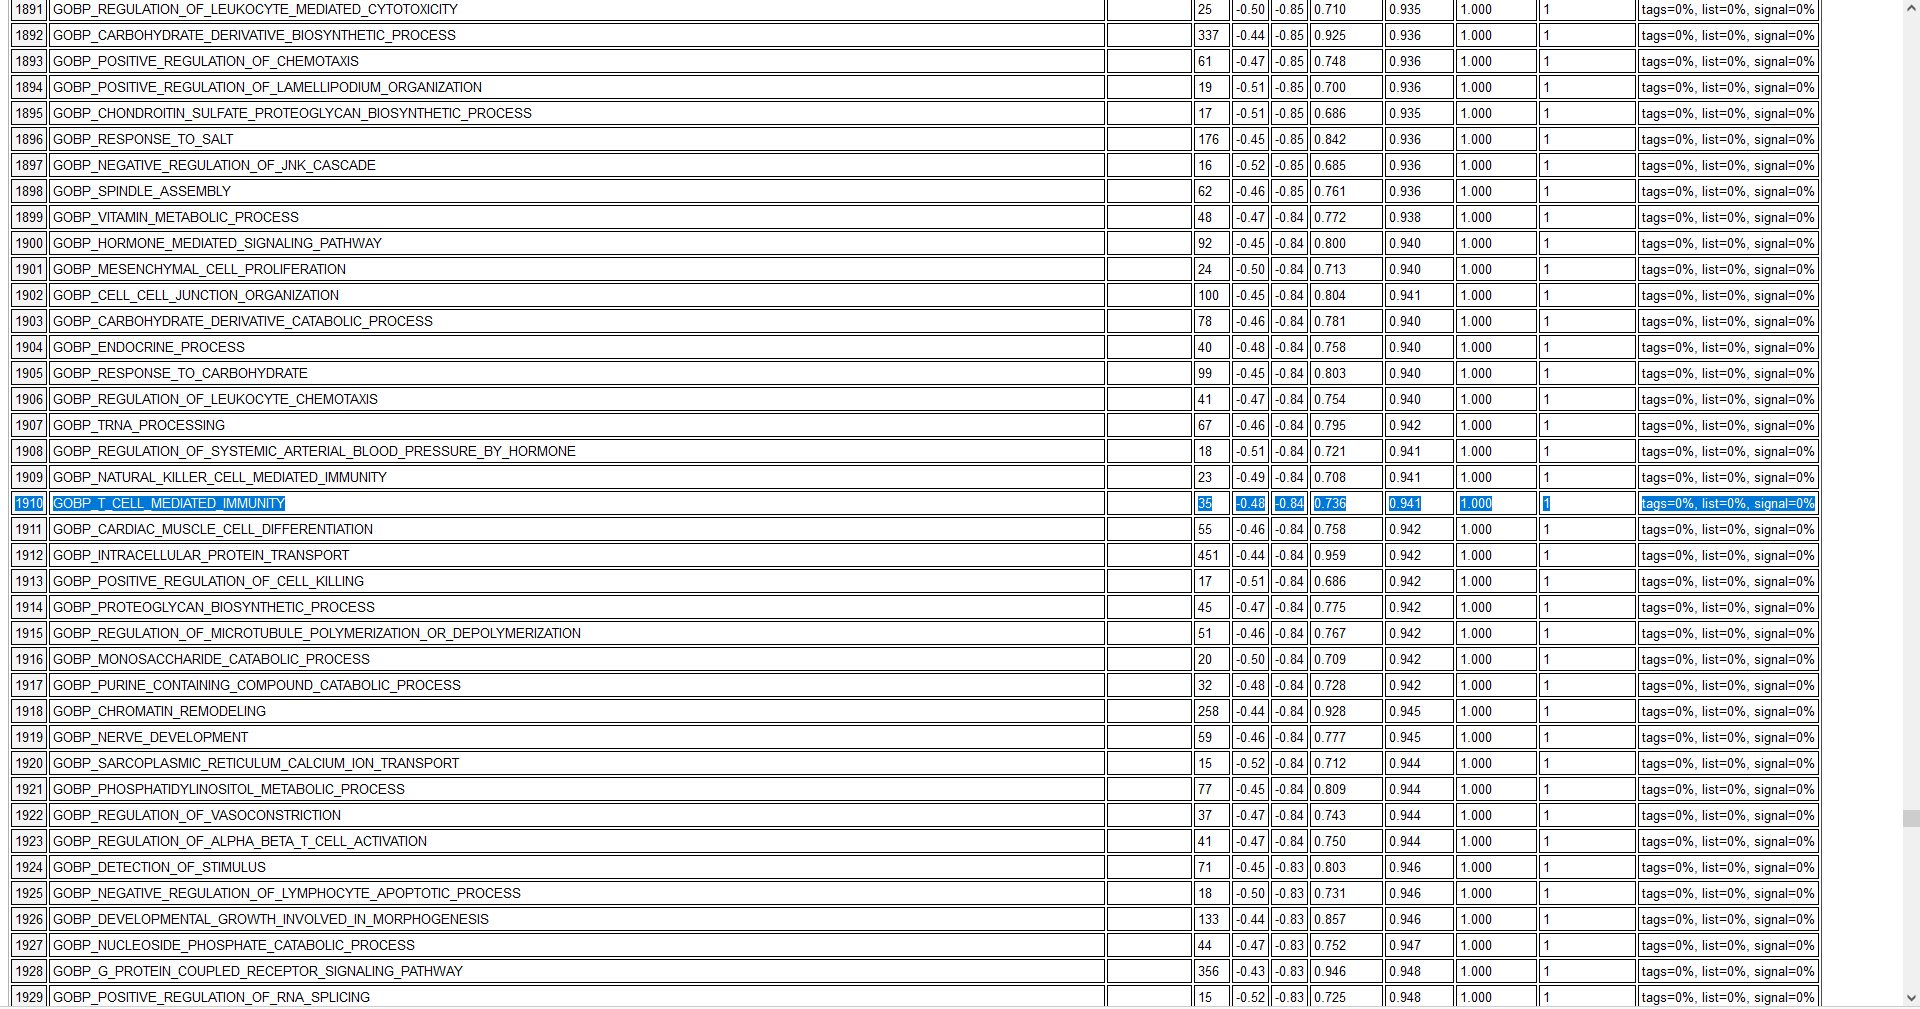 1891 GOBP_REGULATION_OF_LEUKOCYTE_MEDIATED_CYTOTOXICITY 25 -0.50 -0.85 0.710 0.935 1.000 1 tags=0%, list=0%, signal=0%
1892 GOBP_CARBOHYDRATE_DERIVATIVE_BIOSYNTHETIC_PROCESS 337 -0.44 -0.85 0.925 0.936 1.000 1 tags=0%, list=0%, signal=0%
1893 GOBP_POSITIVE_REGULATION_OF_CHEMOTAXIS 61 -0.47 -0.85 0.748 0.936 1.000 1 tags=0%, list=0%, signal=0%
1894 GOBP_POSITIVE_REGULATION_OF_LAMELLIPODIUM_ORGANIZATION 19 -0.51 -0.85 0.700 0.936 1.000 1 tags=0%, list=0%, signal=0%
1895 GOBP_CHONDROITIN_SULFATE_PROTEOGLYCAN_BIOSYNTHETIC_PROCESS 17 -0.51 -0.85 0.686 0.935 1.000 1 tags=0%, list=0%, signal=0%
1896 GOBP_RESPONSE_TO_SALT 176 -0.45 -0.85 0.842 0.936 1.000 1 tags=0%, list=0%, signal=0%
1897 GOBP_NEGATIVE_REGULATION_OF_JNK_CASCADE 16 -0.52 -0.85 0.685 0.936 1.000 1 tags=0%, list=0%, signal=0%
1898 GOBP_SPINDLE_ASSEMBLY 62 -0.46 -0.85 0.761 0.936 1.000 1 tags=0%, list=0%, signal=0%
1899 GOBP_VITAMIN_METABOLIC_PROCESS 48 -0.47 -0.84 0.772 0.938 1.000 1 tags=0%, list=0%, signal=0%
1900 GOBP_HORMONE_MEDIATED_SIGNALING_PATHWAY 92 -0.45 -0.84 0.800 0.940 1.000 1 tags=0%, list=0%, signal=0%
1901 GOBP_MESENCHYMAL_CELL_PROLIFERATION 24 -0.50 -0.84 0.713 0.940 1.000 1 tags=0%, list=0%, signal=0%
1902 GOBP_CELL_CELL_JUNCTION_ORGANIZATION 100 -0.45 -0.84 0.804 0.941 1.000 1 tags=0%, list=0%, signal=0%
1903 GOBP_CARBOHYDRATE_DERIVATIVE_CATABOLIC_PROCESS 78 -0.46 -0.84 0.781 0.940 1.000 1 tags=0%, list=0%, signal=0%
1904 GOBP_ENDOCRINE_PROCESS 40 -0.48 -0.84 0.758 0.940 1.000 1 tags=0%, list=0%, signal=0%
1905 GOBP_RESPONSE_TO_CARBOHYDRATE 99 -0.45 -0.84 0.803 0.940 1.000 1 tags=0%, list=0%, signal=0%
1906 GOBP_REGULATION_OF_LEUKOCYTE_CHEMOTAXIS 41 -0.47 -0.84 0.754 0.940 1.000 1 tags=0%, list=0%, signal=0%
1907 GOBP_TRNA_PROCESSING 67 -0.46 -0.84 0.795 0.942 1.000 1 tags=0%, list=0%, signal=0%
1908 GOBP_REGULATION_OF_SYSTEMIC_ARTERIAL_BLOOD_PRESSURE_BY_HORMONE 18 -0.51 -0.84 0.721 0.941 1.000 1 tags=0%, list=0%, signal=0%
1909 GOBP_NATURAL_KILLER_CELL_MEDIATED_IMMUNITY 23 -0.49 -0.84 0.708 0.941 1.000 1 tags=0%, list=0%, signal=0%
1910 GOBP_T_CELL_MEDIATED_IMMUNITY 35 -0.48 -0.84 0.736 0.941 1.000 1 tags=0%, list=0%, signal=0%
1911 GOBP_CARDIAC_MUSCLE_CELL_DIFFERENTIATION 55 -0.46 -0.84 0.758 0.942 1.000 1 tags=0%, list=0%, signal=0%
1912 GOBP_INTRACELLULAR_PROTEIN_TRANSPORT 451 -0.44 -0.84 0.959 0.942 1.000 1 tags=0%, list=0%, signal=0%
1913 GOBP_POSITIVE_REGULATION_OF_CELL_KILLING 17 -0.51 -0.84 0.686 0.942 1.000 1 tags=0%, list=0%, signal=0%
1914 GOBP_PROTEOGLYCAN_BIOSYNTHETIC_PROCESS 45 -0.47 -0.84 0.775 0.942 1.000 1 tags=0%, list=0%, signal=0%
1915 GOBP_REGULATION_OF_MICROTUBULE_POLYMERIZATION_OR_DEPOLYMERIZATION 51 -0.46 -0.84 0.767 0.942 1.000 1 tags=0%, list=0%, signal=0%
1916 GOBP_MONOSACCHARIDE_CATABOLIC_PROCESS 20 -0.50 -0.84 0.709 0.942 1.000 1 tags=0%, list=0%, signal=0%
1917 GOBP_PURINE_CONTAINING_COMPOUND_CATABOLIC_PROCESS 32 -0.48 -0.84 0.728 0.942 1.000 1 tags=0%, list=0%, signal=0%
1918 GOBP_CHROMATIN_REMODELING 258 -0.44 -0.84 0.928 0.945 1.000 1 tags=0%, list=0%, signal=0%
1919 GOBP_NERVE_DEVELOPMENT 59 -0.46 -0.84 0.777 0.945 1.000 1 tags=0%, list=0%, signal=0%
1920 GOBP_SARCOPLASMIC_RETICULUM_CALCIUM_ION_TRANSPORT 15 -0.52 -0.84 0.712 0.944 1.000 1 tags=0%, list=0%, signal=0%
1921 GOBP_PHOSPHATIDYLINOSITOL_METABOLIC_PROCESS 77 -0.45 -0.84 0.809 0.944 1.000 1 tags=0%, list=0%, signal=0%
1922 GOBP_REGULATION_OF_VASOCONSTRICTION 37 -0.47 -0.84 0.743 0.944 1.000 1 tags=0%, list=0%, signal=0%
1923 GOBP_REGULATION_OF_ALPHA_BETA_T_CELL_ACTIVATION 41 -0.47 -0.84 0.750 0.944 1.000 1 tags=0%, list=0%, signal=0%
1924 GOBP_DETECTION_OF_STIMULUS 71 -0.45 -0.83 0.803 0.946 1.000 1 tags=0%, list=0%, signal=0%
1925 GOBP_NEGATIVE_REGULATION_OF_LYMPHOCYTE_APOPTOTIC_PROCESS 18 -0.50 -0.83 0.731 0.946 1.000 1 tags=0%, list=0%, signal=0%
1926 GOBP_DEVELOPMENTAL_GROWTH_INVOLVED_IN_MORPHOGENESIS 133 -0.44 -0.83 0.857 0.946 1.000 1 tags=0%, list=0%, signal=0%
1927 GOBP_NUCLEOSIDE_PHOSPHATE_CATABOLIC_PROCESS 44 -0.47 -0.83 0.752 0.947 1.000 1 tags=0%, list=0%, signal=0%
1928 GOBP_G_PROTEIN_COUPLED_RECEPTOR_SIGNALING_PATHWAY 356 -0.43 -0.83 0.946 0.948 1.000 1 tags=0%, list=0%, signal=0%
1929 GOBP_POSITIVE_REGULATION_OF_RNA_SPLICING 15 -0.52 -0.83 0.725 0.948 1.000 1 tags=0%, list=0%, signal=0%